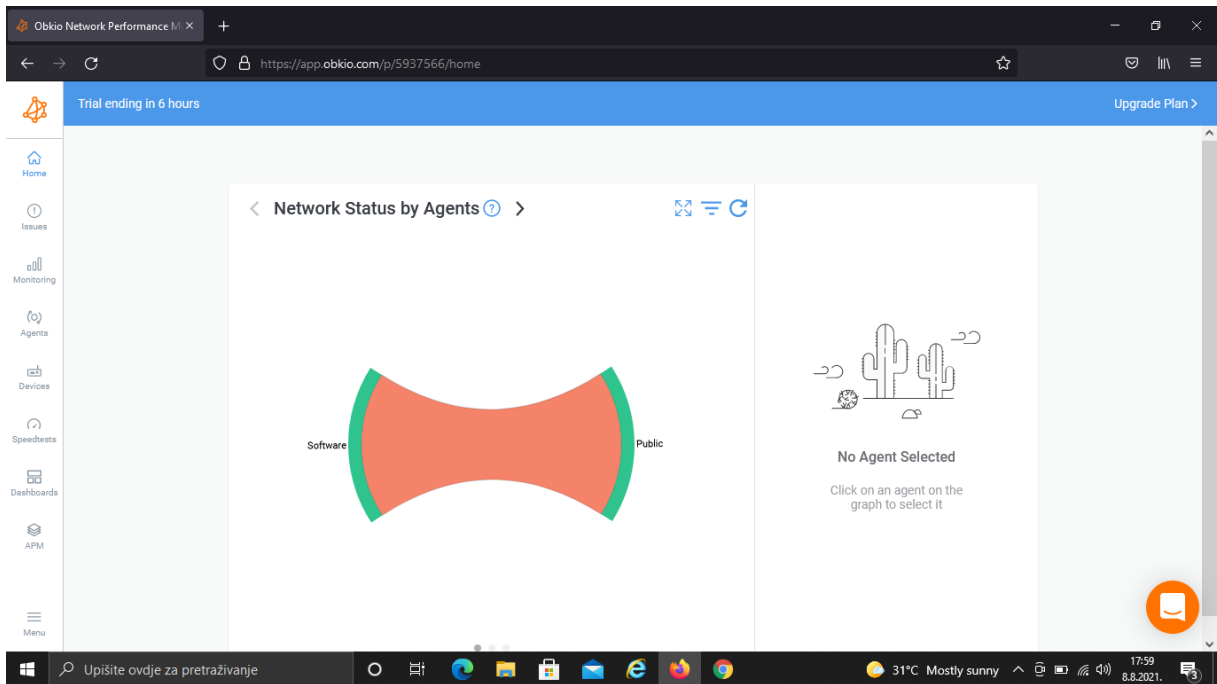 Obkio Network Performance M
https://app.obkio.com/p/5937566/home
Trial ending in 6 hours
Upgrade Plan >
Home
Issues
Monitoring
Agents
Devices
Speedtests
Dashboards
APM
Menu
Network Status by Agents ?
Software
Public
No Agent Selected
Click on an agent on the
graph to select it
Upišite ovdje za pretraživanje
31°C Mostly sunny
17:59
8.8.2021.
3